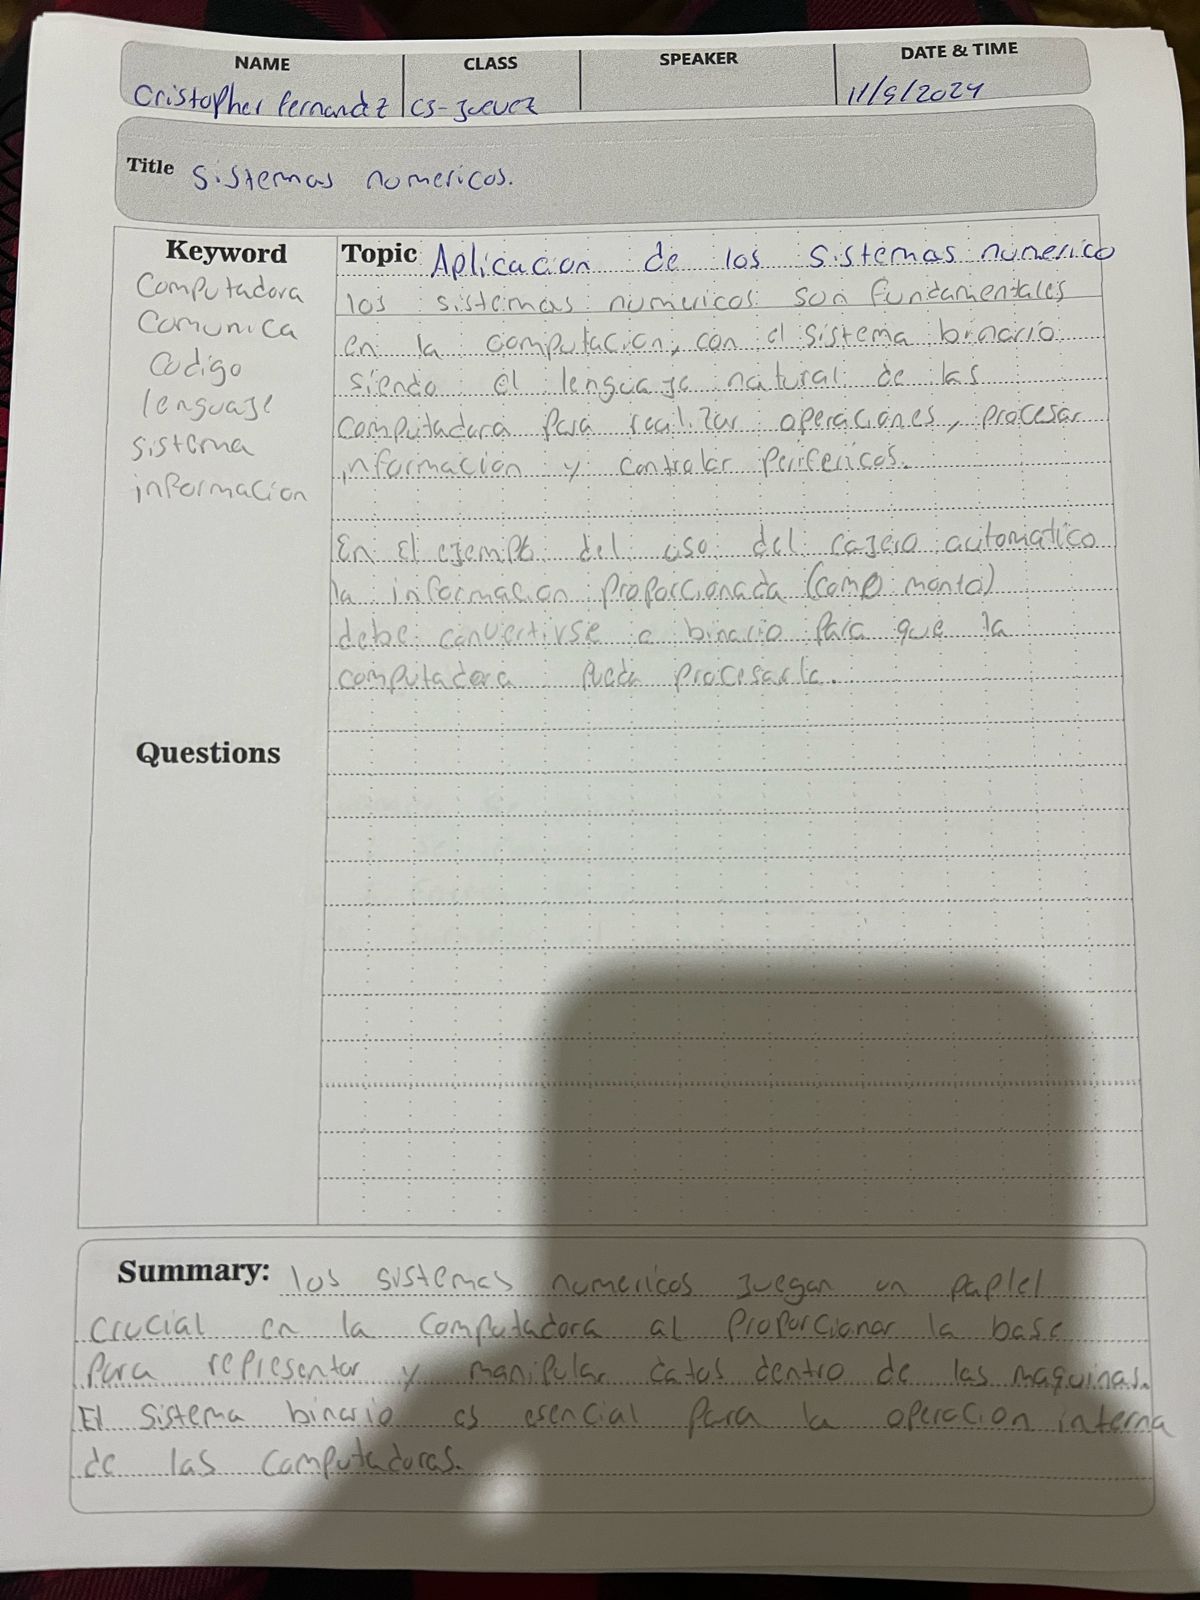 NAME CLASS SPEAKER DATE & TIME
Cristopher fernandz CS-Juevez 11/9/2024
Title Sistemas numericos.
Keyword
Computadora
Comunica
Codigo
lenguaje
sistema
informacion
Topic Aplicacion de los sistemas numerico
los sistemas numericos son fundamentales
en la computacion, con el sistema binario
siendo el lenguaje natural de las
computadora para realizar operaciones, procesar
informacion y controlar perifericos.
En El ejemplo del uso del cajero automatico
la informacion proporcionada (como monto)
debe convertirse a binario para que la
computadora pueda procesarla.
Questions
Summary: los sistemas numericos juegan un paplel
crucial en la computadora al proporcionar la base
para representar y manipular datos dentro de las maquinas.
El sistema binario es esencial para la operacion interna
de las computadoras.